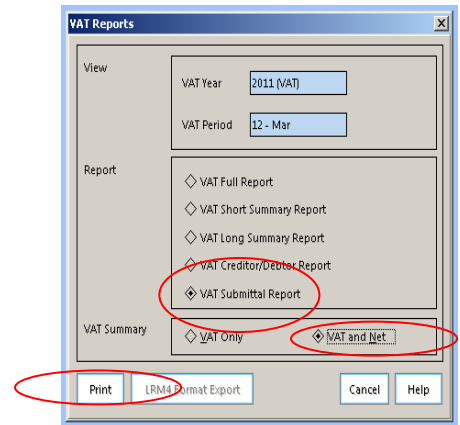 VAT Reports
View
VAT Year 2011 (VAT)
VAT Period 12 - Mar
Report
VAT Full Report
VAT Short Summary Report
VAT Long Summary Report
VAT Creditor/Debtor Report
VAT Submittal Report
VAT Summary
VAT Only VAT and Net
Print LRM4 Format Export Cancel Help